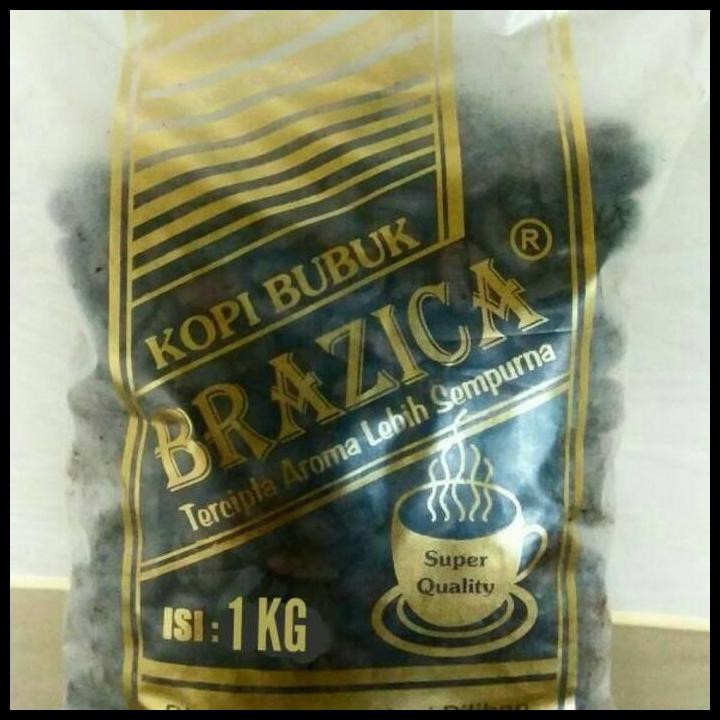 KOPI BUBUK
BRAZICA ®
Tercipta Aroma Lebih Sempurna
Super
Quality
ISI : 1 KG